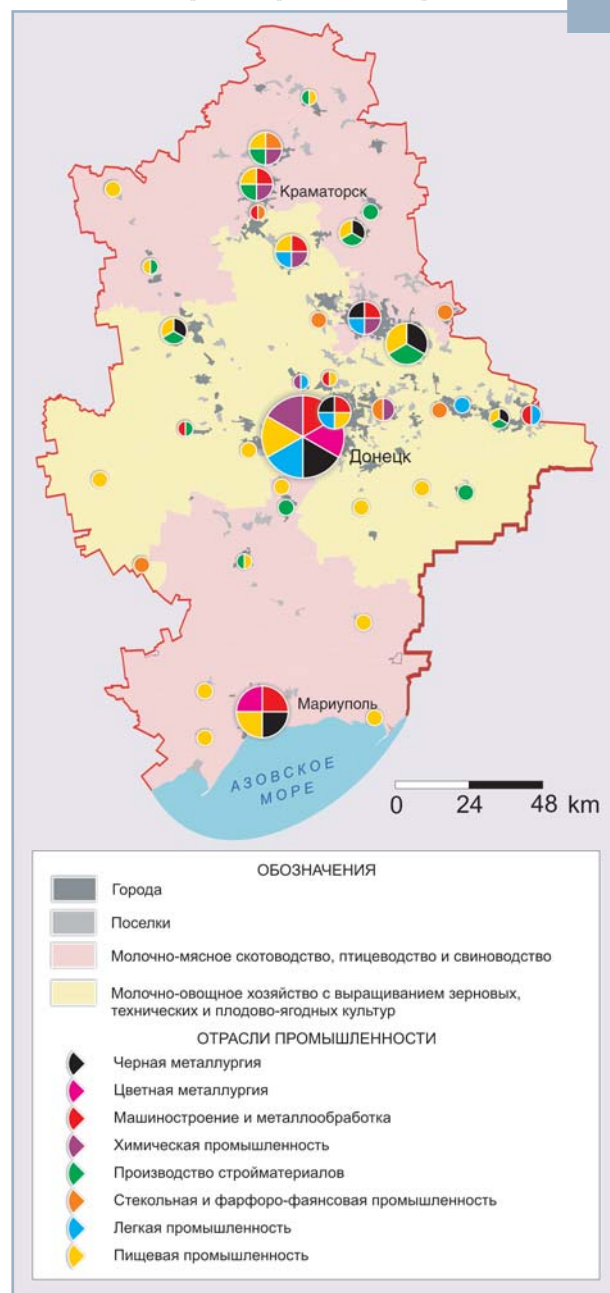 Краматорск
Донецк
Мариуполь
АЗОВСКОЕ
МОРЕ
0 24 48 km
ОБОЗНАЧЕНИЯ
Города
Поселки
Молочно-мясное скотоводство, птицеводство и свиноводство
Молочно-овощное хозяйство с выращиванием зерновых,
технических и плодово-ягодных культур
ОТРАСЛИ ПРОМЫШЛЕННОСТИ
Черная металлургия
Цветная металлургия
Машиностроение и металлообработка
Химическая промышленность
Производство стройматериалов
Стекольная и фарфоро-фаянсовая промышленность
Легкая промышленность
Пищевая промышленность